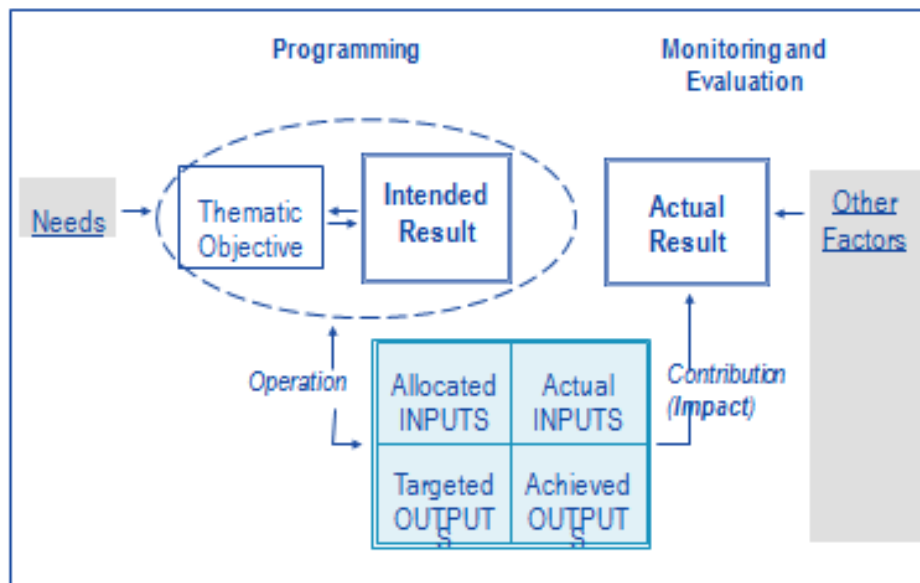 Programming
Monitoring and
Evaluation
Needs
Thematic
Objective
Intended
Result
Actual
Result
Other
Factors
Operation
Allocated
INPUTS
Actual
INPUTS
Contribution
(Impact)
Targeted
OUTPUT
S
Achieved
OUTPUT
S